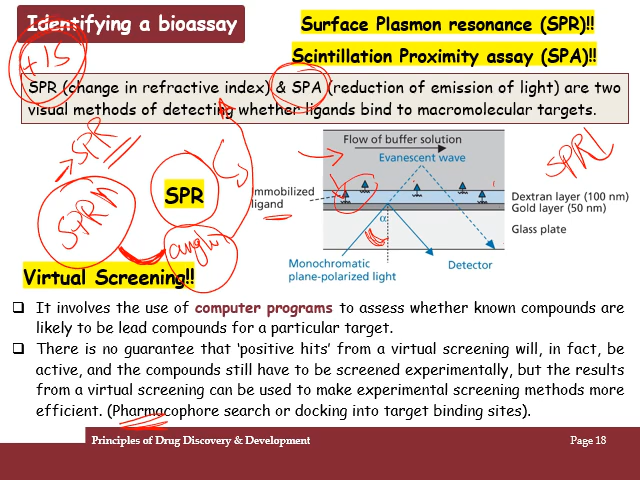 Identifying a bioassay
Surface Plasmon resonance (SPR)!!
Scintillation Proximity assay (SPA)!!
+15
SPR (change in refractive index) & SPA (reduction of emission of light) are two
visual methods of detecting whether ligands bind to macromolecular targets.
SPR
SPR
SPR
angle
SPR
Flow of buffer solution
Evanescent wave
Immobilized
ligand
Dextran layer (100 nm)
Gold layer (50 nm)
Glass plate
α
Monochromatic
plane-polarized light
Detector
Virtual Screening!!
❑ It involves the use of computer programs to assess whether known compounds are
likely to be lead compounds for a particular target.
❑ There is no guarantee that ‘positive hits’ from a virtual screening will, in fact, be
active, and the compounds still have to be screened experimentally, but the results
from a virtual screening can be used to make experimental screening methods more
efficient. (Pharmacophore search or docking into target binding sites).
Principles of Drug Discovery & Development
Page 18